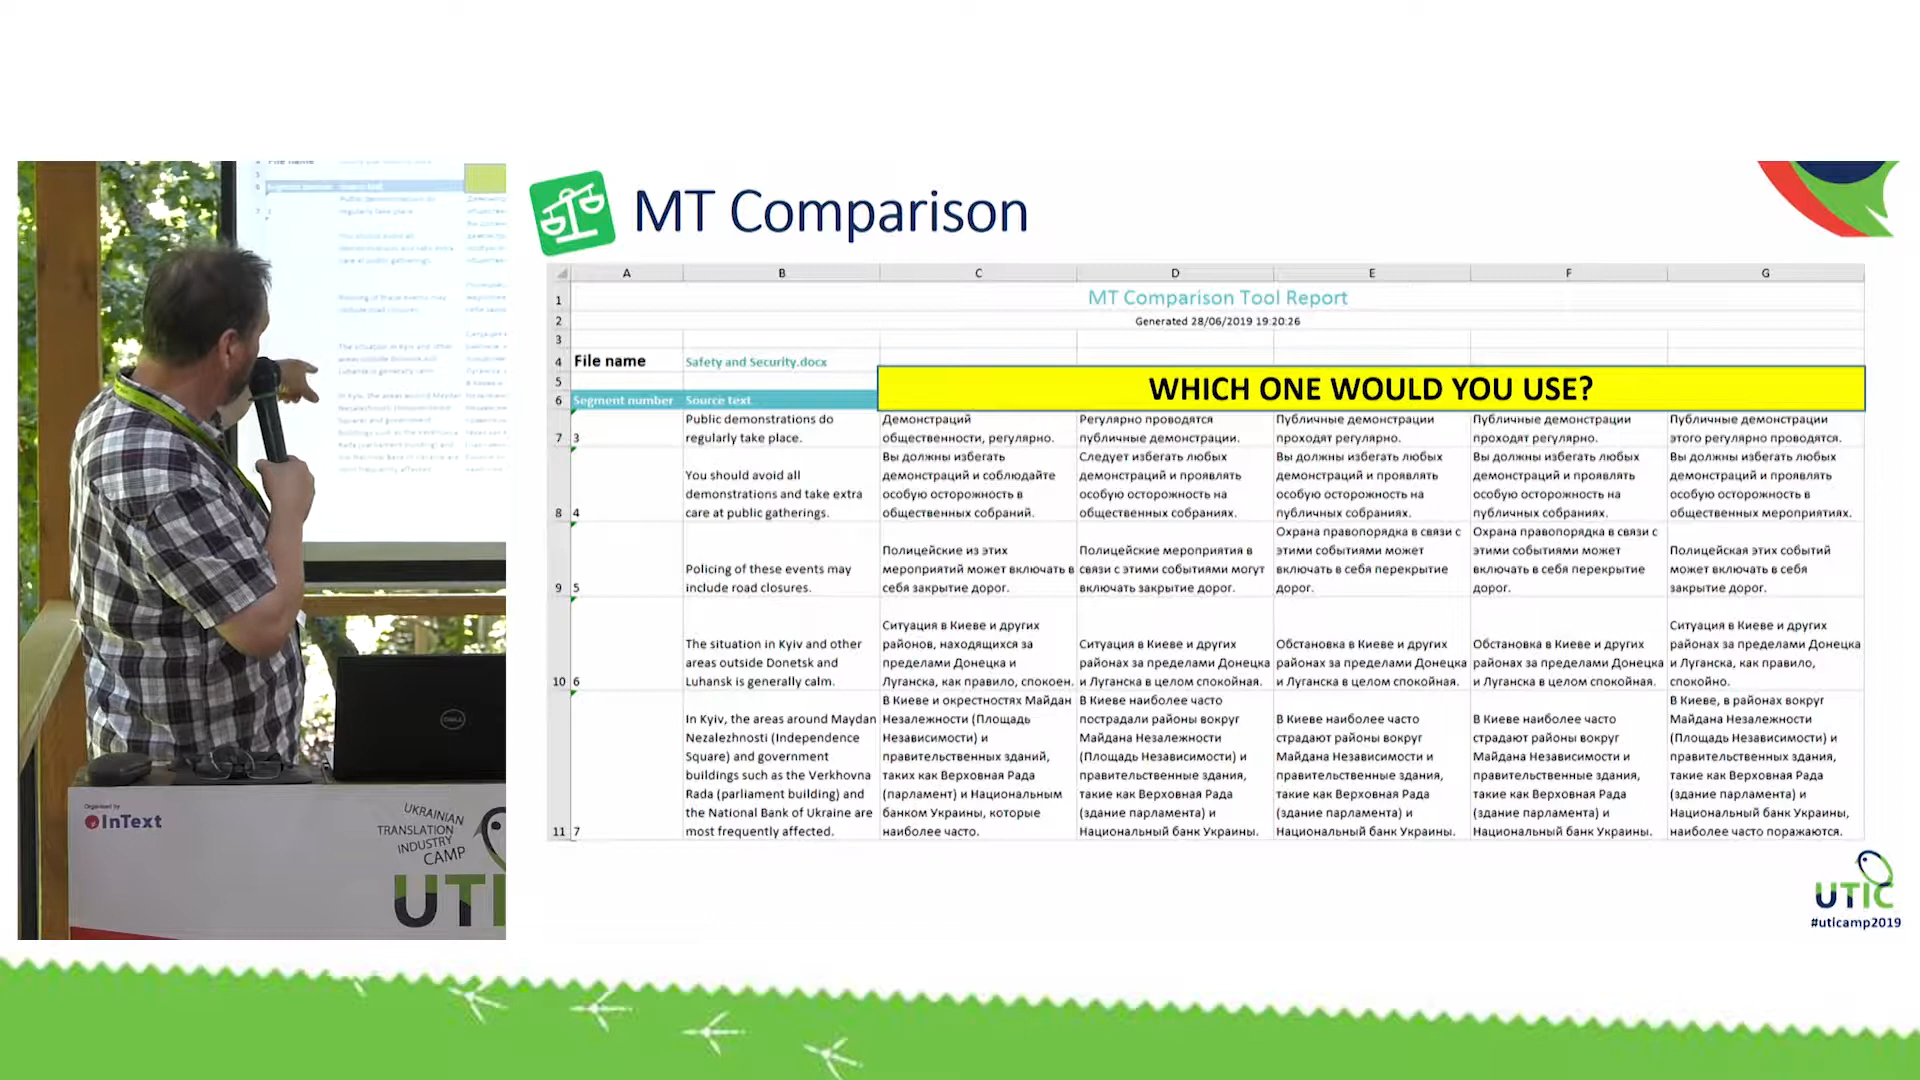 MT Comparison
A B C D E F G
1 MT Comparison Tool Report
2 Generated 28/06/2019 19:20:26
3
4 File name Safety and Security.docx
5
WHICH ONE WOULD YOU USE?
6 Segment number Source text
7 3
Public demonstrations do
regularly take place.
Демонстраций
общественности, регулярно.
Регулярно проводятся
публичные демонстрации.
Публичные демонстрации
проходят регулярно.
Публичные демонстрации
проходят регулярно.
Публичные демонстрации
этого регулярно проводятся.
8 4
You should avoid all
demonstrations and take extra
care at public gatherings.
Вы должны избегать
демонстраций и соблюдайте
особую осторожность в
общественных собраний.
Следует избегать любых
демонстраций и проявлять
особую осторожность на
общественных собраниях.
Вы должны избегать любых
демонстраций и проявлять
особую осторожность на
публичных собраниях.
Вы должны избегать любых
демонстраций и проявлять
особую осторожность на
публичных собраниях.
Вы должны избегать любых
демонстраций и проявлять
особую осторожность в
общественных мероприятиях.
9 5
Policing of these events may
include road closures.
Полицейские из этих
мероприятий может включать в
себя закрытие дорог.
Полицейские мероприятия в
связи с этими событиями могут
включать закрытие дорог.
Охрана правопорядка в связи с
этими событиями может
включать в себя перекрытие
дорог.
Охрана правопорядка в связи с
этими событиями может
включать в себя перекрытие
дорог.
Полицейская этих событий
может включать в себя
закрытие дорог.
10 6
The situation in Kyiv and other
areas outside Donetsk and
Luhansk is generally calm.
Ситуация в Киеве и других
районов, находящихся за
пределами Донецка и
Луганска, как правило, спокоен.
Ситуация в Киеве и других
районах за пределами Донецка
и Луганска в целом спокойная.
Обстановка в Киеве и других
районах за пределами Донецка
и Луганска в целом спокойная.
Обстановка в Киеве и других
районах за пределами Донецка
и Луганска в целом спокойная.
Ситуация в Киеве и других
районах за пределами Донецка
и Луганска, как правило,
спокойно.
11 7
In Kyiv, the areas around Maydan
Nezalezhnosti (Independence
Square) and government
buildings such as the Verkhovna
Rada (parliament building) and
the National Bank of Ukraine are
most frequently affected.
В Киеве и окрестностях Майдан
Незалежности (Площадь
Независимости) и
правительственных зданий,
таких как Верховная Рада
(парламент) и Национальным
банком Украины, которые
наиболее часто.
В Киеве наиболее часто
пострадали районы вокруг
Майдана Незалежности
(Площадь Независимости) и
правительственные здания,
такие как Верховная Рада
(здание парламента) и
Национальный банк Украины.
В Киеве наиболее часто
страдают районы вокруг
Майдана Независимости и
правительственные здания,
такие как Верховная Рада
(здание парламента) и
Национальный банк Украины.
В Киеве наиболее часто
страдают районы вокруг
Майдана Независимости и
правительственные здания,
такие как Верховная Рада
(здание парламента) и
Национальный банк Украины.
В Киеве, в районах вокруг
Майдана Незалежности
(Площадь Независимости) и
правительственных зданиях,
такие как Верховная Рада
(здание парламента) и
Национальный банк Украины,
наиболее часто поражаются.
DELL
Organised by
InText
UKRAINIAN
TRANSLATION
INDUSTRY
CAMP
UTI
UTIC
#uticamp2019